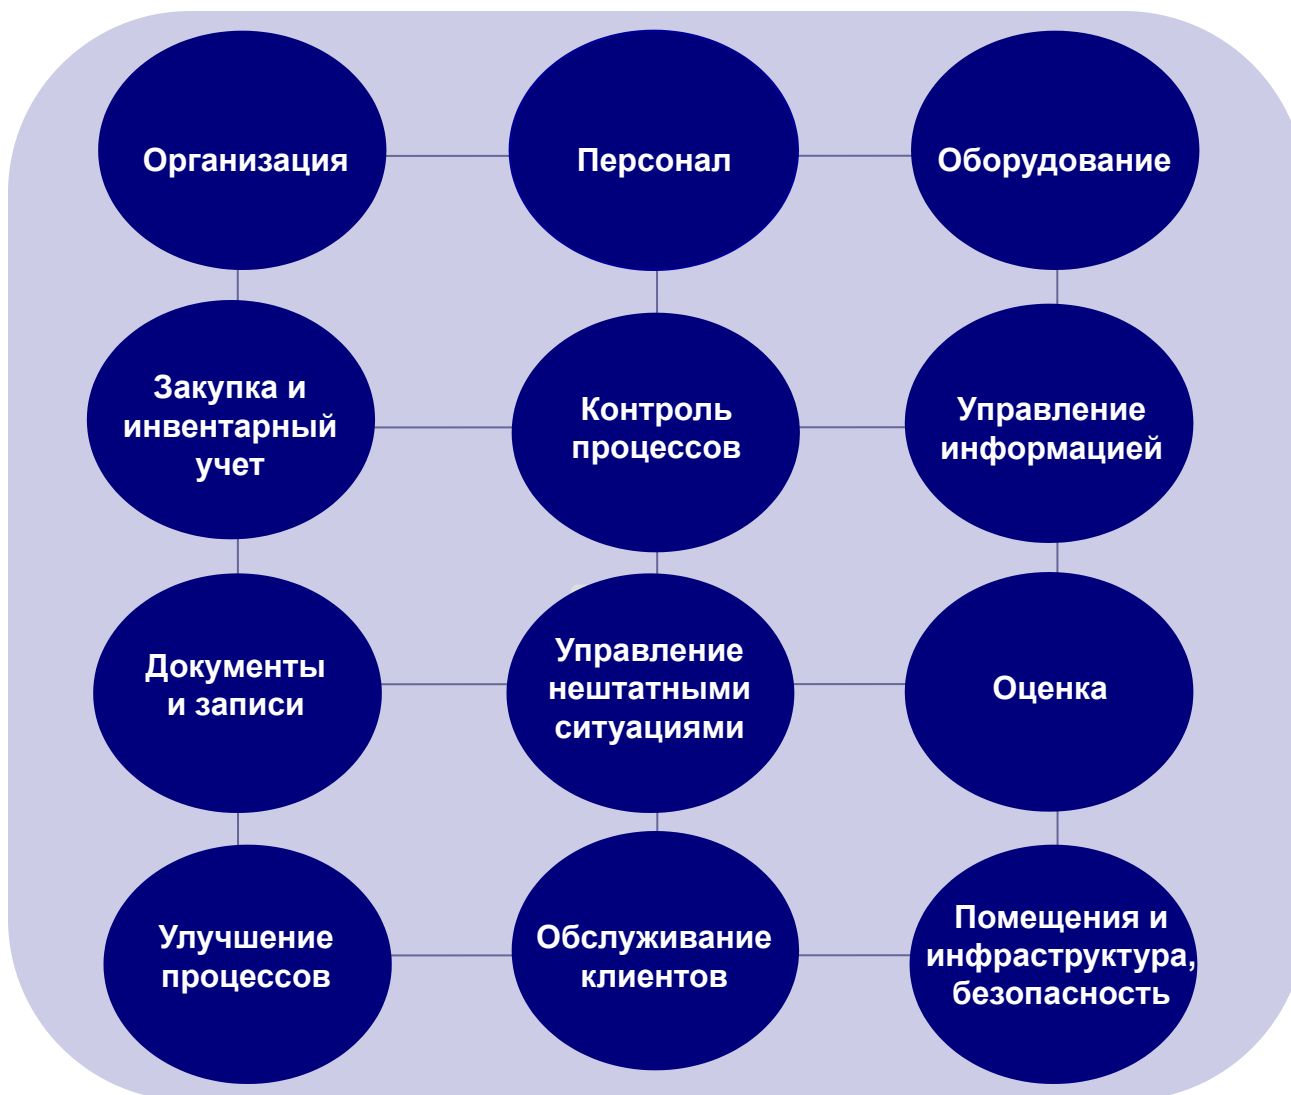 Организация
Персонал
Оборудование
Закупка и
инвентарный
учет
Контроль
процессов
Управление
информацией
Документы
и записи
Управление
нештатными
ситуациями
Оценка
Улучшение
процессов
Обслуживание
клиентов
Помещения и
инфраструктура,
безопасность